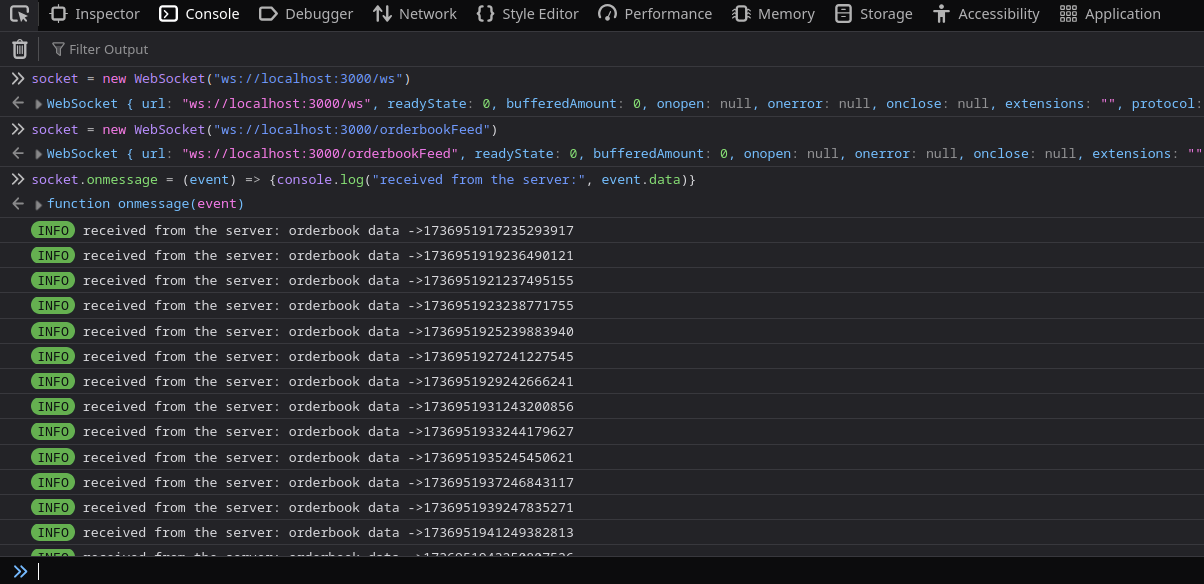 Inspector Console Debugger Network Style Editor Performance Memory Storage Accessibility Application
Filter Output
socket = new WebSocket("ws://localhost:3000/ws")
WebSocket { url: "ws://localhost:3000/ws", readyState: 0, bufferedAmount: 0, onopen: null, onerror: null, onclose: null, extensions: "", protocol:
socket = new WebSocket("ws://localhost:3000/orderbookFeed")
WebSocket { url: "ws://localhost:3000/orderbookFeed", readyState: 0, bufferedAmount: 0, onopen: null, onerror: null, onclose: null, extensions: ""
socket.onmessage = (event) => {console.log("received from the server:", event.data)}
function onmessage(event)
INFO received from the server: orderbook data ->1736951917235293917
INFO received from the server: orderbook data ->1736951919236490121
INFO received from the server: orderbook data ->1736951921237495155
INFO received from the server: orderbook data ->1736951923238771755
INFO received from the server: orderbook data ->1736951925239883940
INFO received from the server: orderbook data ->1736951927241227545
INFO received from the server: orderbook data ->1736951929242666241
INFO received from the server: orderbook data ->1736951931243200856
INFO received from the server: orderbook data ->1736951933244179627
INFO received from the server: orderbook data ->1736951935245450621
INFO received from the server: orderbook data ->1736951937246843117
INFO received from the server: orderbook data ->1736951939247835271
INFO received from the server: orderbook data ->1736951941249382813
INFO received from the server: orderbook data